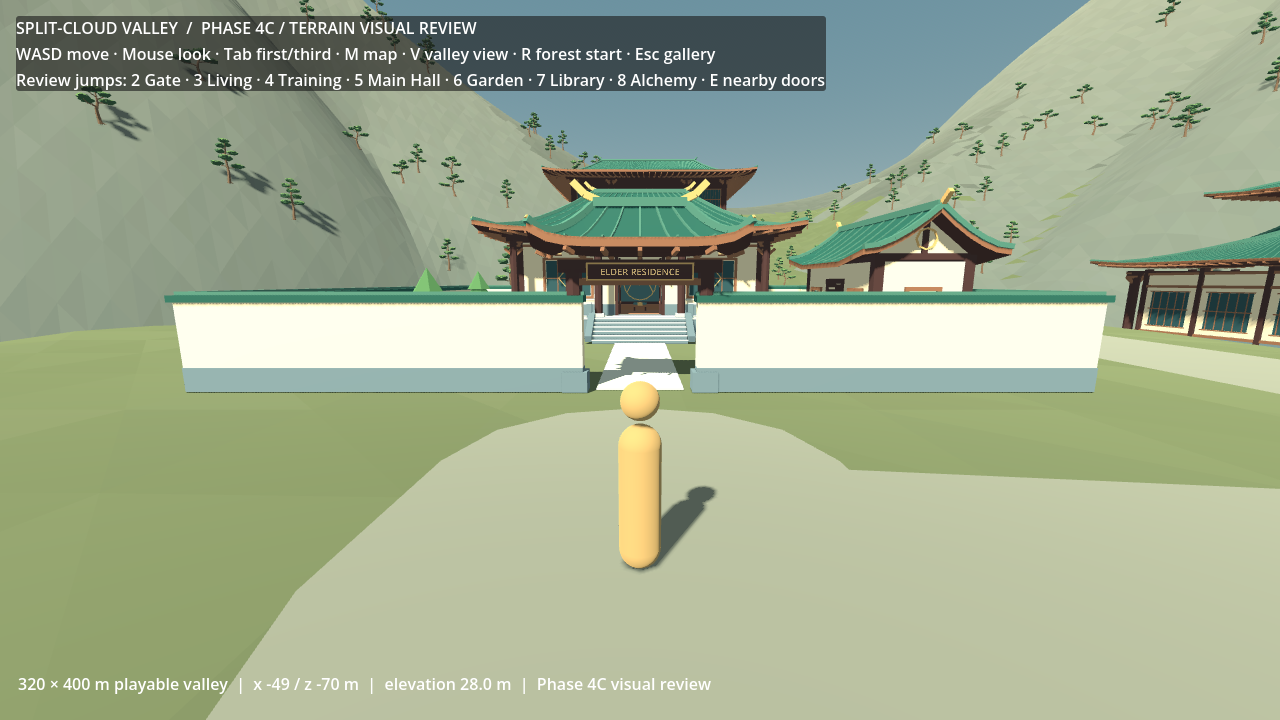 SPLIT-CLOUD VALLEY / PHASE 4C / TERRAIN VISUAL REVIEW
WASD move · Mouse look · Tab first/third · M map · V valley view · R forest start · Esc gallery
Review jumps: 2 Gate · 3 Living · 4 Training · 5 Main Hall · 6 Garden · 7 Library · 8 Alchemy · E nearby doors
ELDER RESIDENCE
320 × 400 m playable valley | x -49 / z -70 m | elevation 28.0 m | Phase 4C visual review